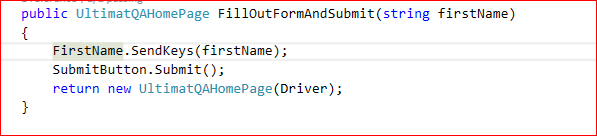 public UltimatQAHomePage FillOutFormAndSubmit(string firstName)
{
FirstName.SendKeys(firstName);
SubmitButton.Submit();
return new UltimatQAHomePage(Driver);
}